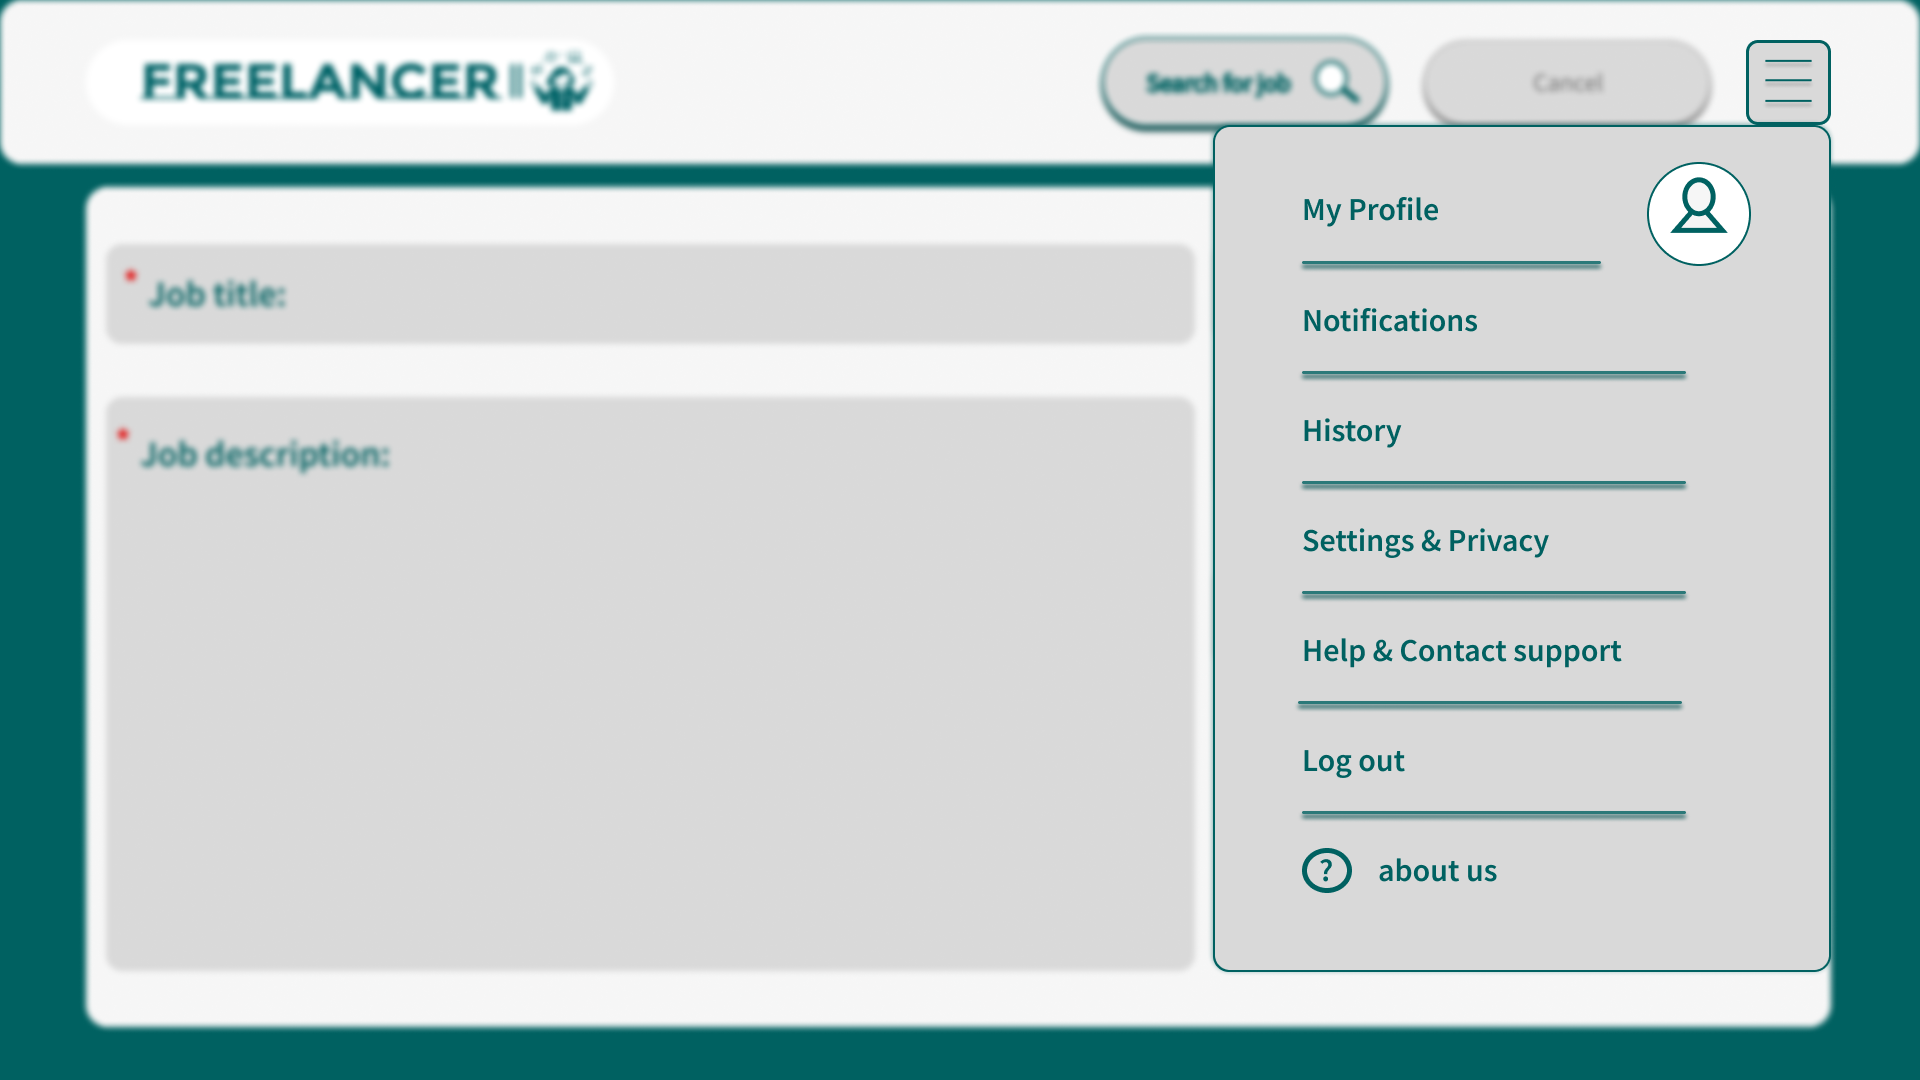 FREELANCER
Search for job
Cancel
My Profile
* Job title:
Notifications
* Job description:
History
Settings & Privacy
Help & Contact support
Log out
? about us